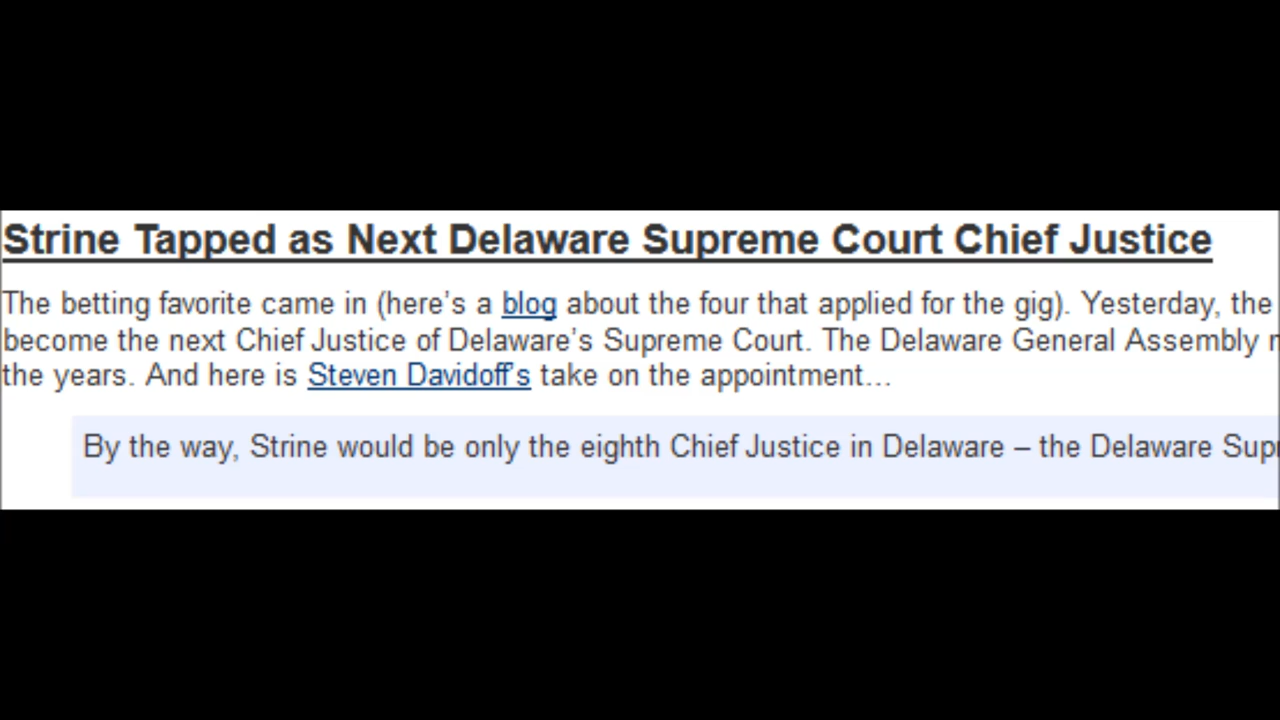 Strine Tapped as Next Delaware Supreme Court Chief Justice
The betting favorite came in (here’s a blog about the four that applied for the gig). Yesterday, the
become the next Chief Justice of Delaware’s Supreme Court. The Delaware General Assembly
the years. And here is Steven Davidoff’s take on the appointment…
By the way, Strine would be only the eighth Chief Justice in Delaware – the Delaware